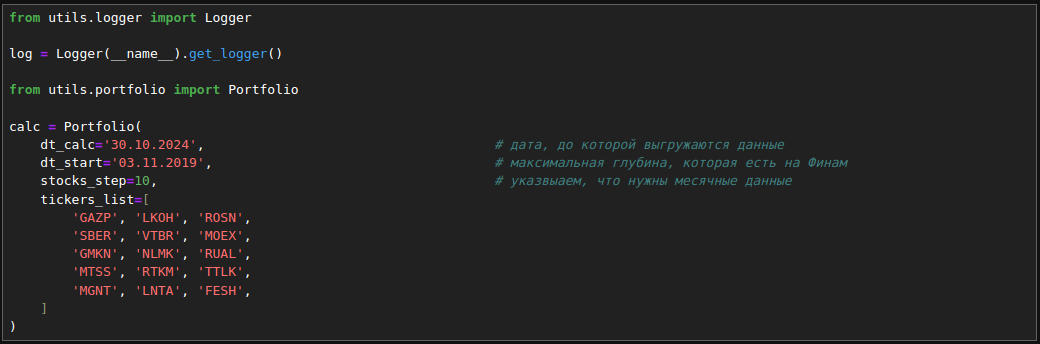 from utils.logger import Logger
log = Logger(__name__).get_logger()
from utils.portfolio import Portfolio
calc = Portfolio(
    dt_calc='30.10.2024', # дата, до которой выгружаются данные
    dt_start='03.11.2019', # максимальная глубина, которая есть на Финам
    stocks_step=10, # указвыаем, что нужны месячные данные
    tickers_list=[
        'GAZP', 'LKOH', 'ROSN',
        'SBER', 'VTBR', 'MOEX',
        'GMKN', 'NLMK', 'RUAL',
        'MTSS', 'RTKM', 'TTLK',
        'MGNT', 'LNTA', 'FESH',
    ]
)